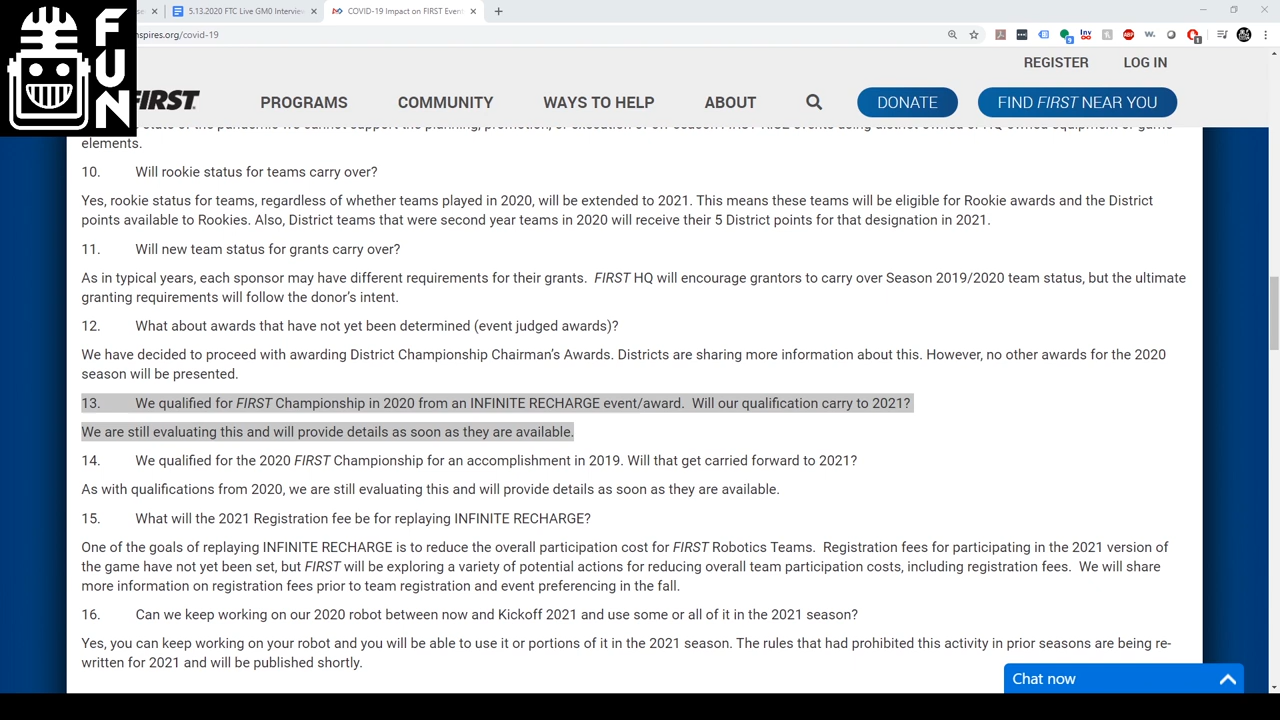 FUN
5.13.2020 FTC Live GM0 Interview
COVID-19 Impact on FIRST Event
nspires.org/covid-19
REGISTER LOG IN
FIRST PROGRAMS COMMUNITY WAYS TO HELP ABOUT DONATE FIND FIRST NEAR YOU
elements.
10. Will rookie status for teams carry over?
Yes, rookie status for teams, regardless of whether teams played in 2020, will be extended to 2021. This means these teams will be eligible for Rookie awards and the District
points available to Rookies. Also, District teams that were second year teams in 2020 will receive their 5 District points for that designation in 2021.
11. Will new team status for grants carry over?
As in typical years, each sponsor may have different requirements for their grants. FIRST HQ will encourage grantors to carry over Season 2019/2020 team status, but the ultimate
granting requirements will follow the donor's intent.
12. What about awards that have not yet been determined (event judged awards)?
We have decided to proceed with awarding District Championship Chairman's Awards. Districts are sharing more information about this. However, no other awards for the 2020
season will be presented.
13. We qualified for FIRST Championship in 2020 from an INFINITE RECHARGE event/award. Will our qualification carry to 2021?
We are still evaluating this and will provide details as soon as they are available.
14. We qualified for the 2020 FIRST Championship for an accomplishment in 2019. Will that get carried forward to 2021?
As with qualifications from 2020, we are still evaluating this and will provide details as soon as they are available.
15. What will the 2021 Registration fee be for replaying INFINITE RECHARGE?
One of the goals of replaying INFINITE RECHARGE is to reduce the overall participation cost for FIRST Robotics Teams. Registration fees for participating in the 2021 version of
the game have not yet been set, but FIRST will be exploring a variety of potential actions for reducing overall team participation costs, including registration fees. We will share
more information on registration fees prior to team registration and event preferencing in the fall.
16. Can we keep working on our 2020 robot between now and Kickoff 2021 and use some or all of it in the 2021 season?
Yes, you can keep working on your robot and you will be able to use it or portions of it in the 2021 season. The rules that had prohibited this activity in prior seasons are being re-
written for 2021 and will be published shortly.
Chat now